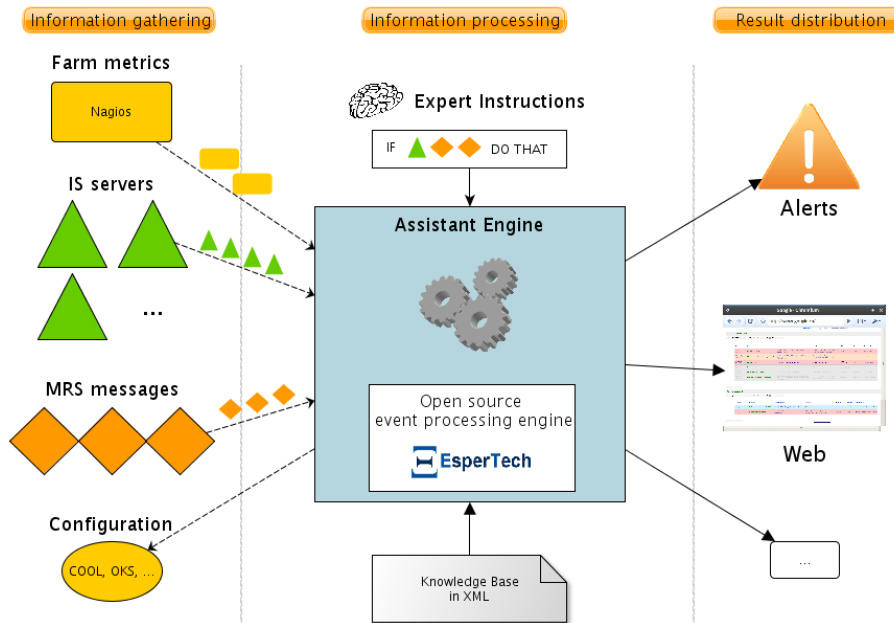 Information gathering
Information processing
Result distribution
Farm metrics
Nagios
Expert Instructions
IF DO THAT
IS servers
...
Assistant Engine
Alerts
MRS messages
Open source
event processing engine
EsperTech
Web
Configuration
COOL, OKS, ...
Knowledge Base
in XML
...